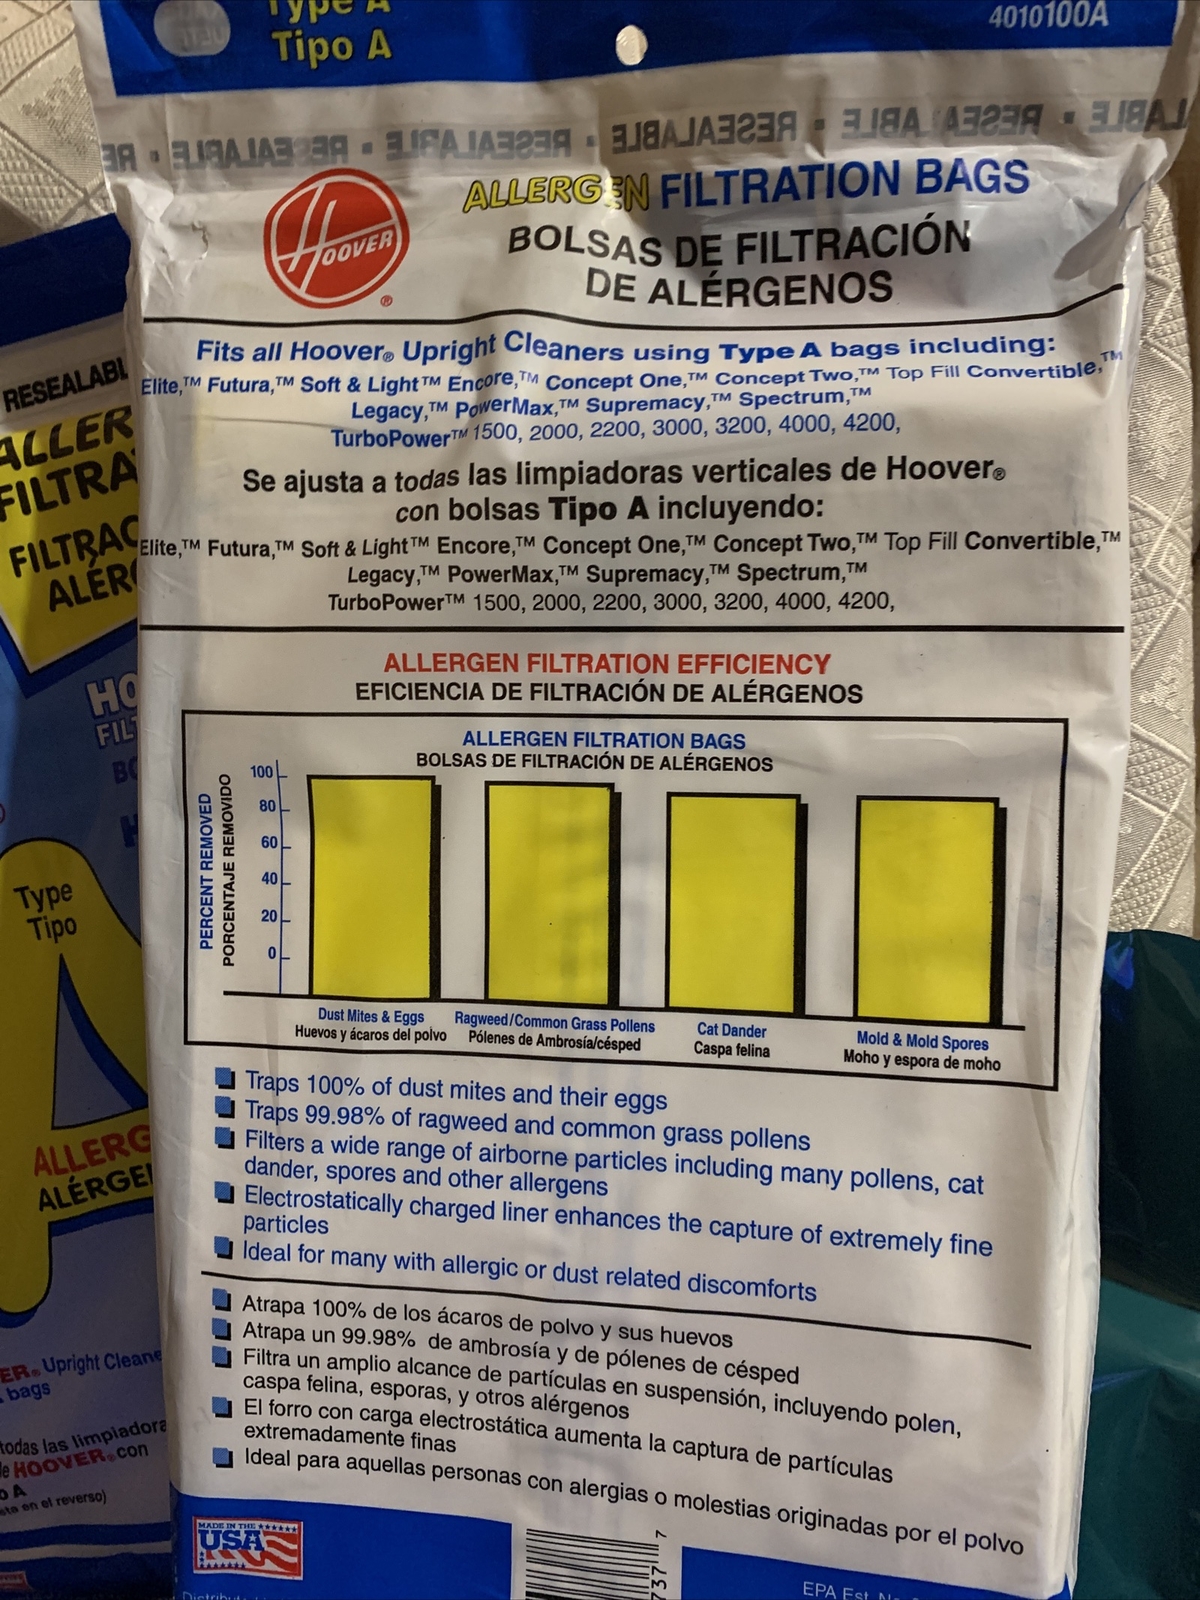 Type A
Tipo A
4010100A
RESEALABLE ▪ RESEALABLE ▪ RESEALABLE ▪ RESEALABLE
HOOVER®
ALLERGEN FILTRATION BAGS
BOLSAS DE FILTRACIÓN
DE ALÉRGENOS
Fits all Hoover® Upright Cleaners using Type A bags including:
Elite,™ Futura,™ Soft & Light™ Encore,™ Concept One,™ Concept Two,™ Top Fill Convertible,™
Legacy,™ PowerMax,™ Supremacy,™ Spectrum,™
TurboPower™ 1500, 2000, 2200, 3000, 3200, 4000, 4200,
Se ajusta a todas las limpiadoras verticales de Hoover®
con bolsas Tipo A incluyendo:
Elite,™ Futura,™ Soft & Light™ Encore,™ Concept One,™ Concept Two,™ Top Fill Convertible,™
Legacy,™ PowerMax,™ Supremacy,™ Spectrum,™
TurboPower™ 1500, 2000, 2200, 3000, 3200, 4000, 4200,
ALLERGEN FILTRATION EFFICIENCY
EFICIENCIA DE FILTRACIÓN DE ALÉRGENOS
ALLERGEN FILTRATION BAGS
BOLSAS DE FILTRACIÓN DE ALÉRGENOS
PERCENT REMOVED
PORCENTAJE REMOVIDO
100
80
60
40
20
0
Dust Mites & Eggs
Huevos y ácaros del polvo
Ragweed/Common Grass Pollens
Pólenes de Ambrosía/césped
Cat Dander
Caspa felina
Mold & Mold Spores
Moho y espora de moho
Traps 100% of dust mites and their eggs
Traps 99.98% of ragweed and common grass pollens
Filters a wide range of airborne particles including many pollens, cat
dander, spores and other allergens
Electrostatically charged liner enhances the capture of extremely fine
particles
Ideal for many with allergic or dust related discomforts
Atrapa 100% de los ácaros de polvo y sus huevos
Atrapa un 99.98% de ambrosía y de pólenes de césped
Filtra un amplio alcance de partículas en suspensión, incluyendo polen,
caspa felina, esporas, y otros alérgenos
El forro con carga electrostática aumenta la captura de partículas
extremadamente finas
Ideal para aquellas personas con alergias o molestias originadas por el polvo
MADE IN THE
USA
737 7
EPA Est.
RESEALABL
ALLER
FILTRA
FILTRAC
ALÉR
HO
FIL
Type
Tipo
ALLERG
ALÉRGE
ER® Upright Cleane
bags
todas las limpiadora
HOOVER® con
A
en el reverso)